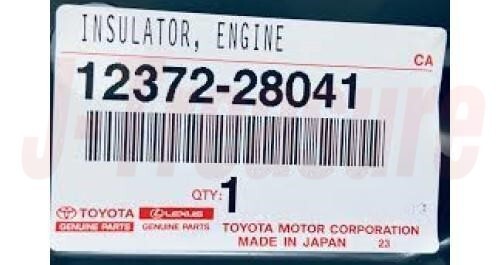 INSULATOR, ENGINE
CA
12372-28041
QTY: 1
TOYOTA LEXUS
GENUINE PARTS GENUINE PARTS
TOYOTA MOTOR CORPORATION
MADE IN JAPAN 23